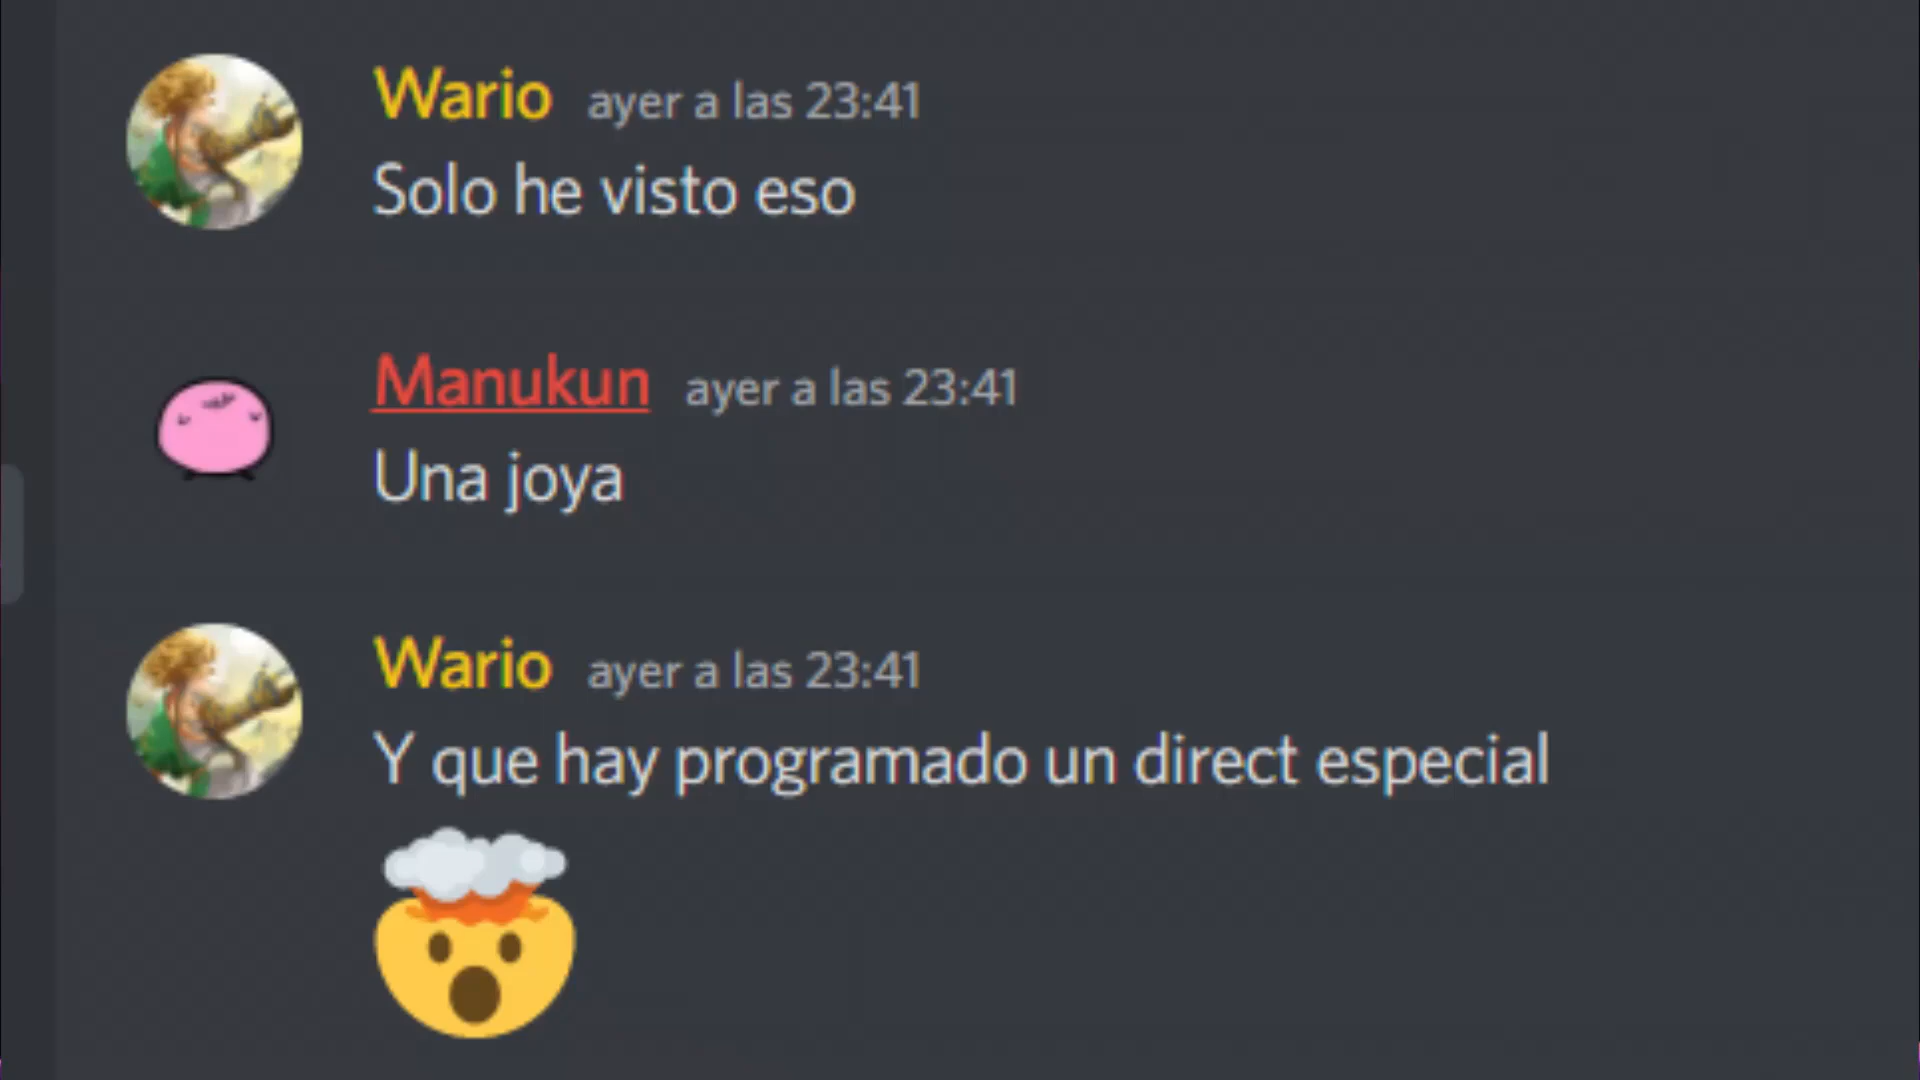 Wario ayer a las 23:41
Solo he visto eso
Manukun ayer a las 23:41
Una joya
Wario ayer a las 23:41
Y que hay programado un direct especial